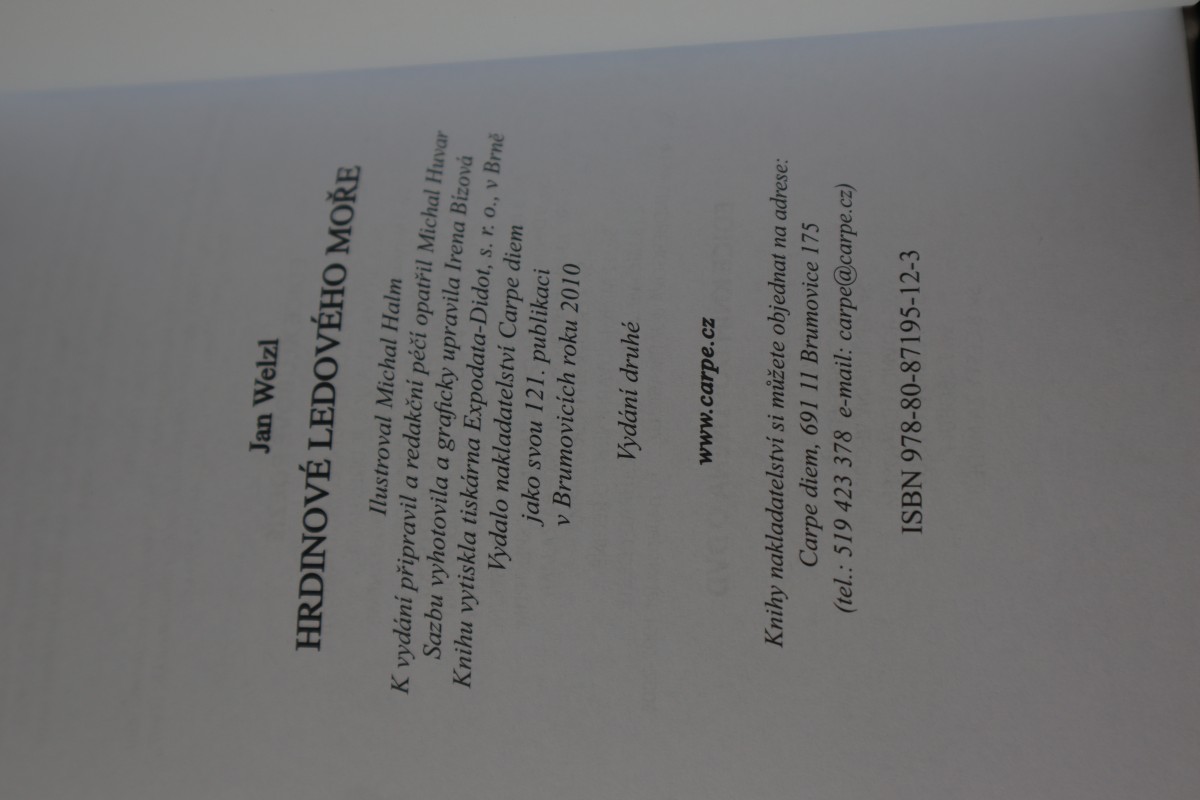 Jan Welzl
HRDINOVÉ LEDOVÉHO MOŘE
Ilustroval Michal Halm
K vydání připravil a redakční péčí opatřil Michal Huvar
Sazbu vyhotovila a graficky upravila Irena Bizová
Knihu vytiskla tiskárna Expodata-Didot, s. r. o., v Brně
Vydalo nakladatelství Carpe diem
jako svou 121. publikaci
v Brumovicích roku 2010
Vydání druhé
www.carpe.cz
Knihy nakladatelství si můžete objednat na adrese:
Carpe diem, 691 11 Brumovice 175
(tel.: 519 423 378 e-mail: carpe@carpe.cz)
ISBN 978-80-87195-12-3